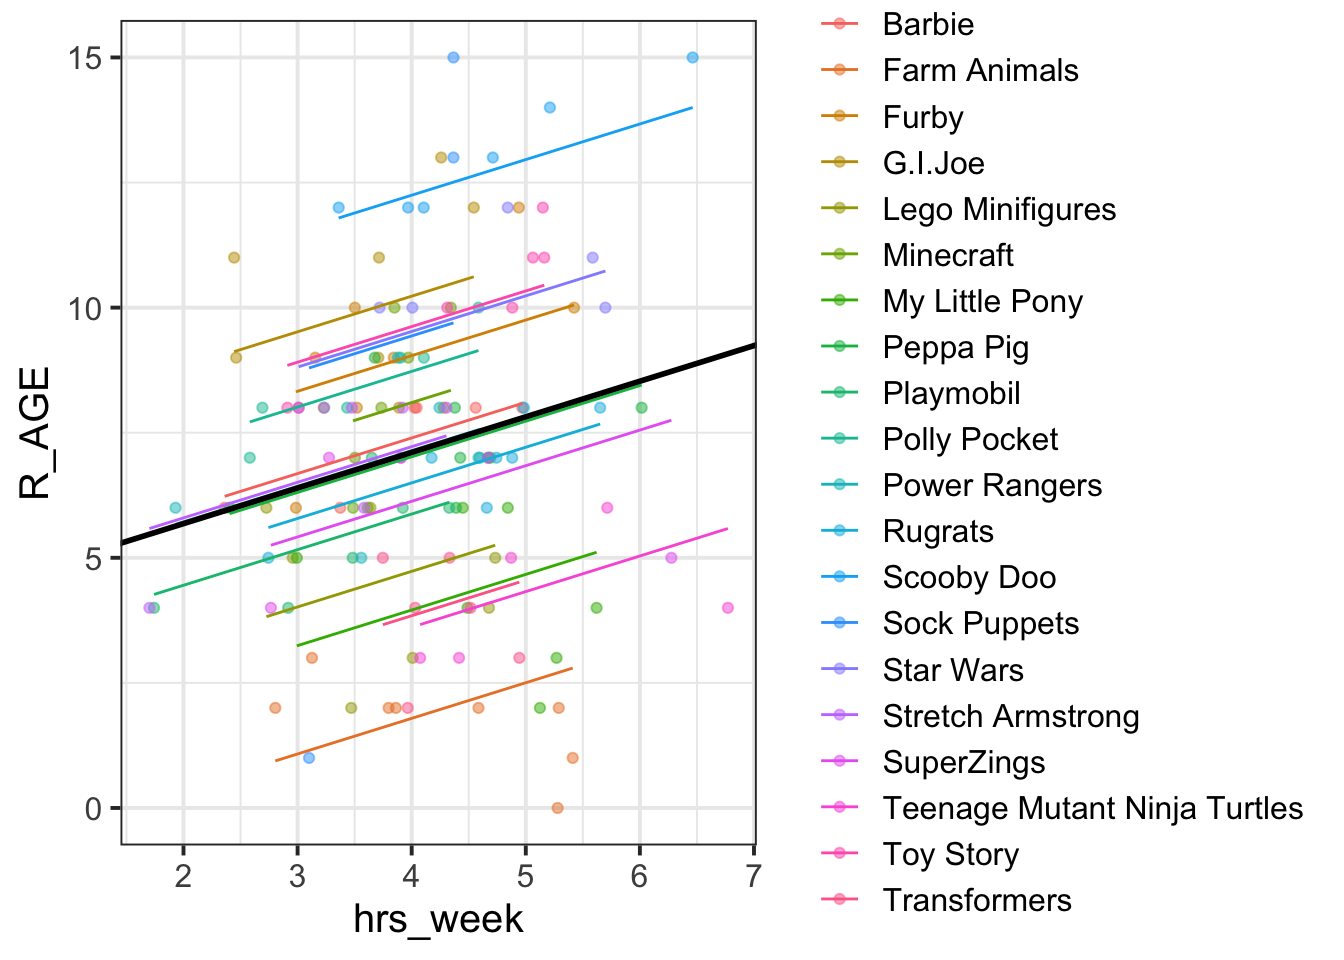 R_AGE
15
10
5
0
2 3 4 5 6 7
hrs_week
Barbie
Farm Animals
Furby
G.I.Joe
Lego Minifigures
Minecraft
My Little Pony
Peppa Pig
Playmobil
Polly Pocket
Power Rangers
Rugrats
Scooby Doo
Sock Puppets
Star Wars
Stretch Armstrong
SuperZings
Teenage Mutant Ninja Turtles
Toy Story
Transformers